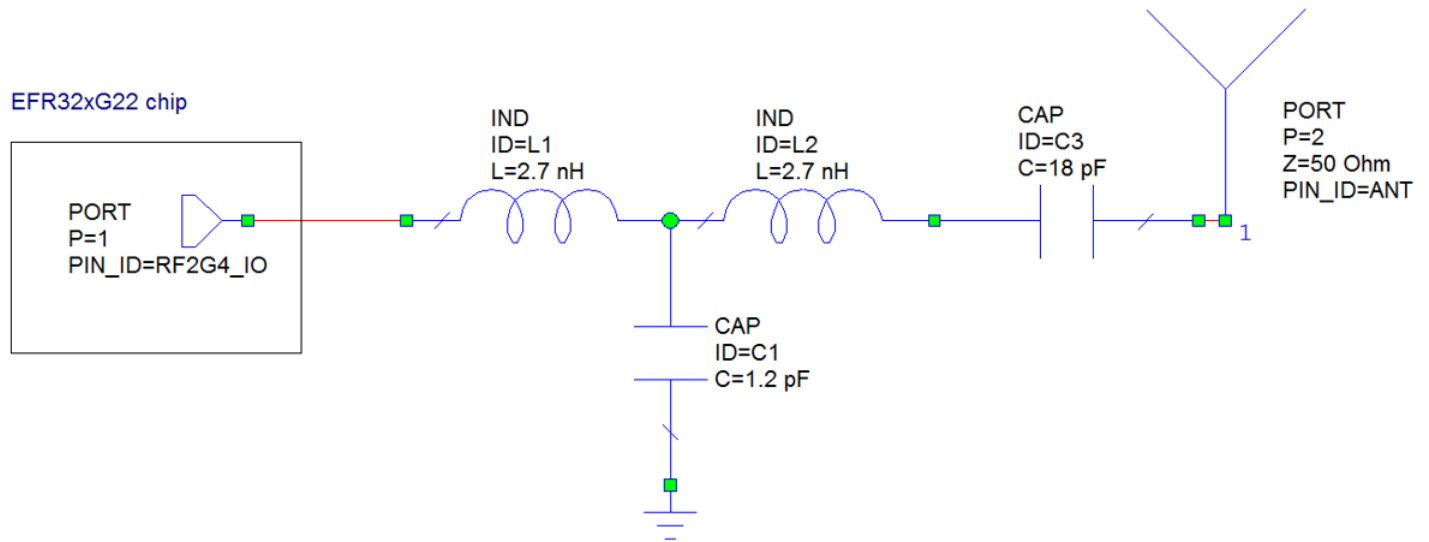 EFR32xG22 chip
PORT
P=1
PIN_ID=RF2G4_IO
IND
ID=L1
L=2.7 nH
IND
ID=L2
L=2.7 nH
CAP
ID=C3
C=18 pF
PORT
P=2
Z=50 Ohm
PIN_ID=ANT
1
CAP
ID=C1
C=1.2 pF